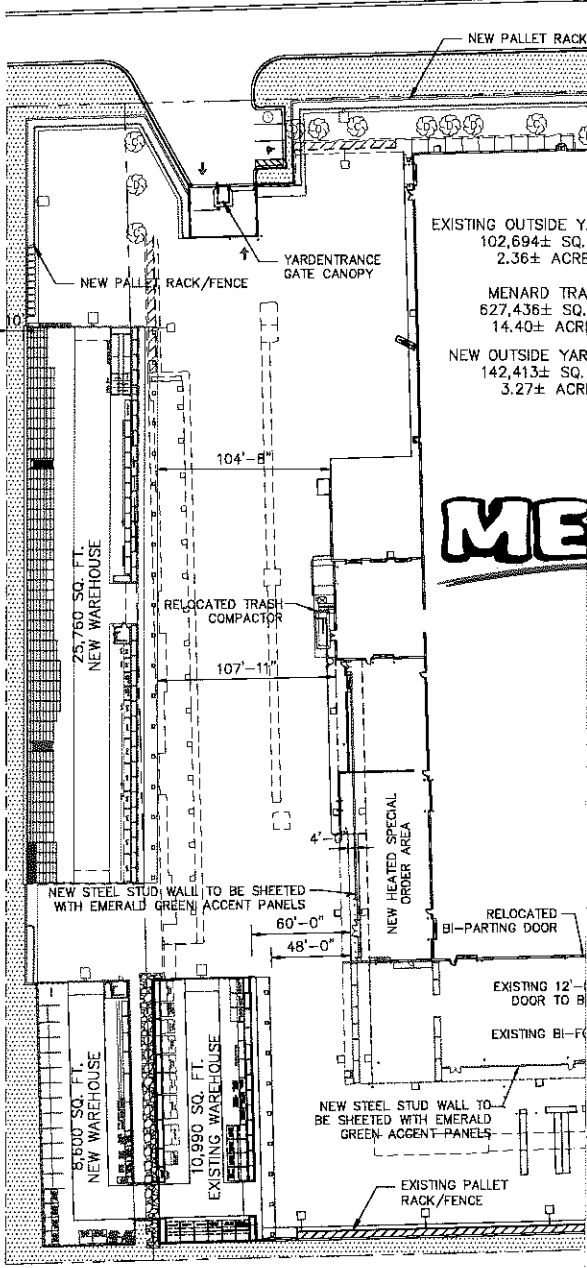 NEW PALLET RACK
EXISTING OUTSIDE
102,694± SQ.
2.36± ACRE
YARDENTRANCE
GATE CANOPY
NEW PALLET RACK/FENCE
MENARD TRA
627,436± SQ.
14.40± ACR
NEW OUTSIDE YAR
142,413± SQ.
3.27± ACR
10
104'-8"
ME
25,760 SQ. FT.
NEW WAREHOUSE
RELOCATED TRASH
COMPACTOR
107'-11"
4'-
NEW HEATED SPECIAL
ORDER AREA
NEW STEEL STUD WALL TO BE SHEETED
WITH EMERALD GREEN ACCENT PANELS
60'-0"
48'-0"
RELOCATED
BI-PARTING DOOR
EXISTING 12'-
DOOR TO B
EXISTING BI-FO
8,600 SQ. FT.
NEW WAREHOUSE
10,990 SQ. FT.
EXISTING WAREHOUSE
NEW STEEL STUD WALL TO
BE SHEETED WITH EMERALD
GREEN ACCENT PANELS
EXISTING PALLET
RACK/FENCE